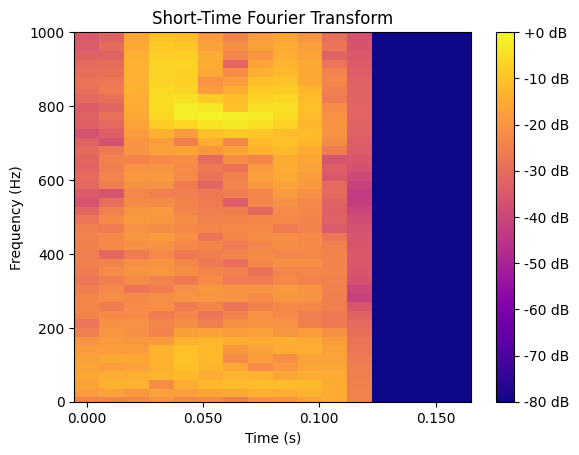 Short-Time Fourier Transform
1000
800
600
400
200
0
Frequency (Hz)
0.000
0.050
0.100
0.150
Time (s)
+0 dB
-10 dB
-20 dB
-30 dB
-40 dB
-50 dB
-60 dB
-70 dB
-80 dB